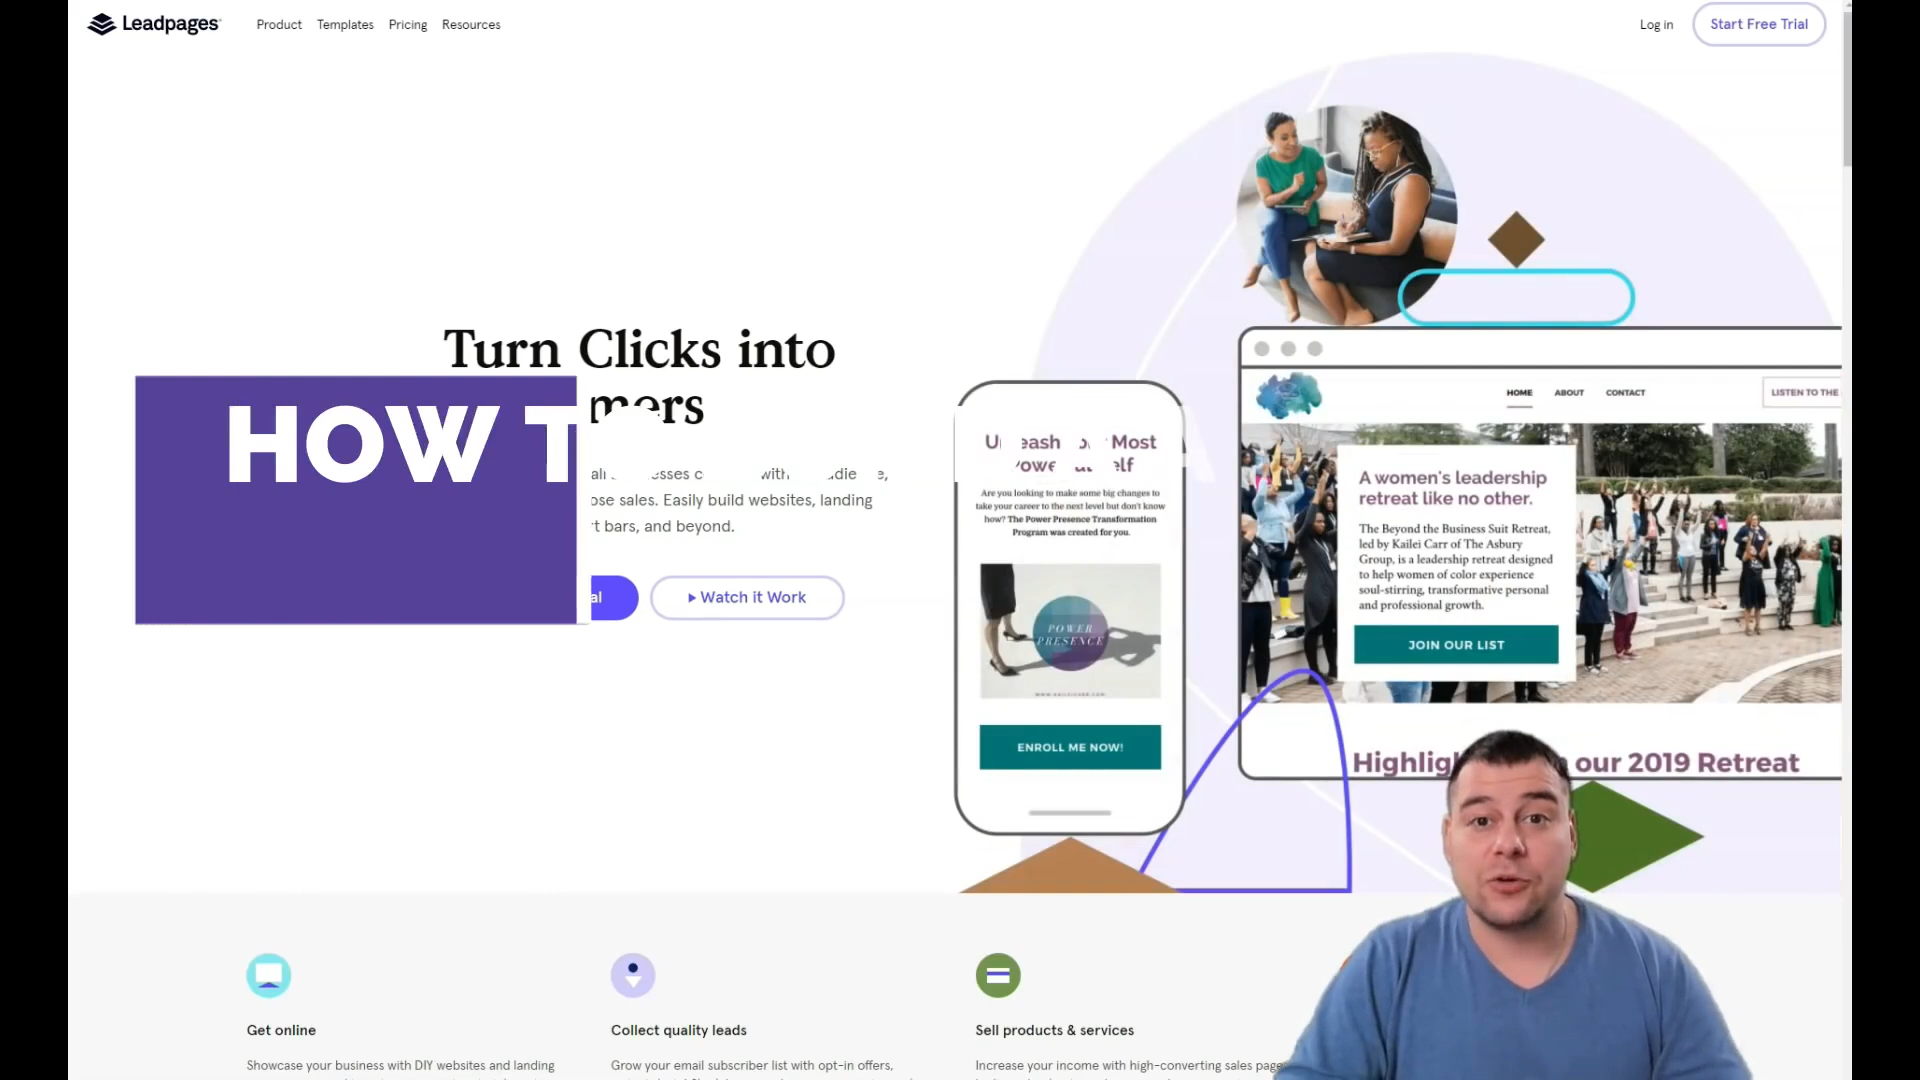 Leadpages
Product Templates Pricing Resources
Log in
Start Free Trial
Turn Clicks into
HOW T
with
ose sales. Easily build websites, landing
t bars, and beyond.
Watch it Work
Most
Are you looking to make some big changes to
take your career to the next level but don't know
how? The Power Presence Transformation
Program was created for you.
POWER
PRESENCE
ENROLL ME NOW!
HOME ABOUT CONTACT
LISTEN TO THE
A women's leadership
retreat like no other.
The Beyond the Business Suit Retreat,
led by Kailei Carr of The Asbury
Group, is a leadership retreat designed
to help women of color experience
soul-stirring, transformative personal
and professional growth.
JOIN OUR LIST
our 2019 Retreat
Get online
Showcase your business with DIY websites and landing
Collect quality leads
Grow your email subscriber list with opt-in offers,
Sell products & services
Increase your income with high-converting sales page